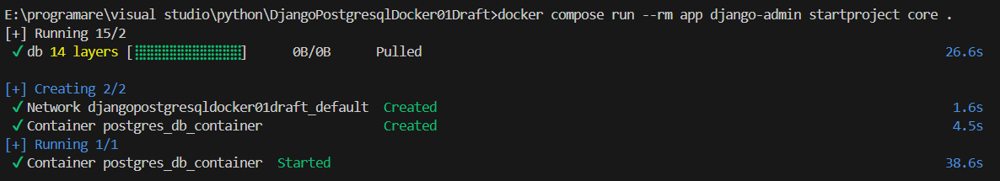 E:\programare\visual studio\python\DjangoPostgresqlDocker01Draft>docker compose run --rm app django-admin startproject core .
[+] Running 15/2
✓ db 14 layers [⣿⣿⣿⣿⣿⣿⣿⣿⣿⣿⣿⣿⣿⣿] 0B/0B Pulled 26.6s
[+] Creating 2/2
✓ Network djangopostgresqldocker01draft_default Created 1.6s
✓ Container postgres_db_container Created 4.5s
[+] Running 1/1
✓ Container postgres_db_container Started 38.6s